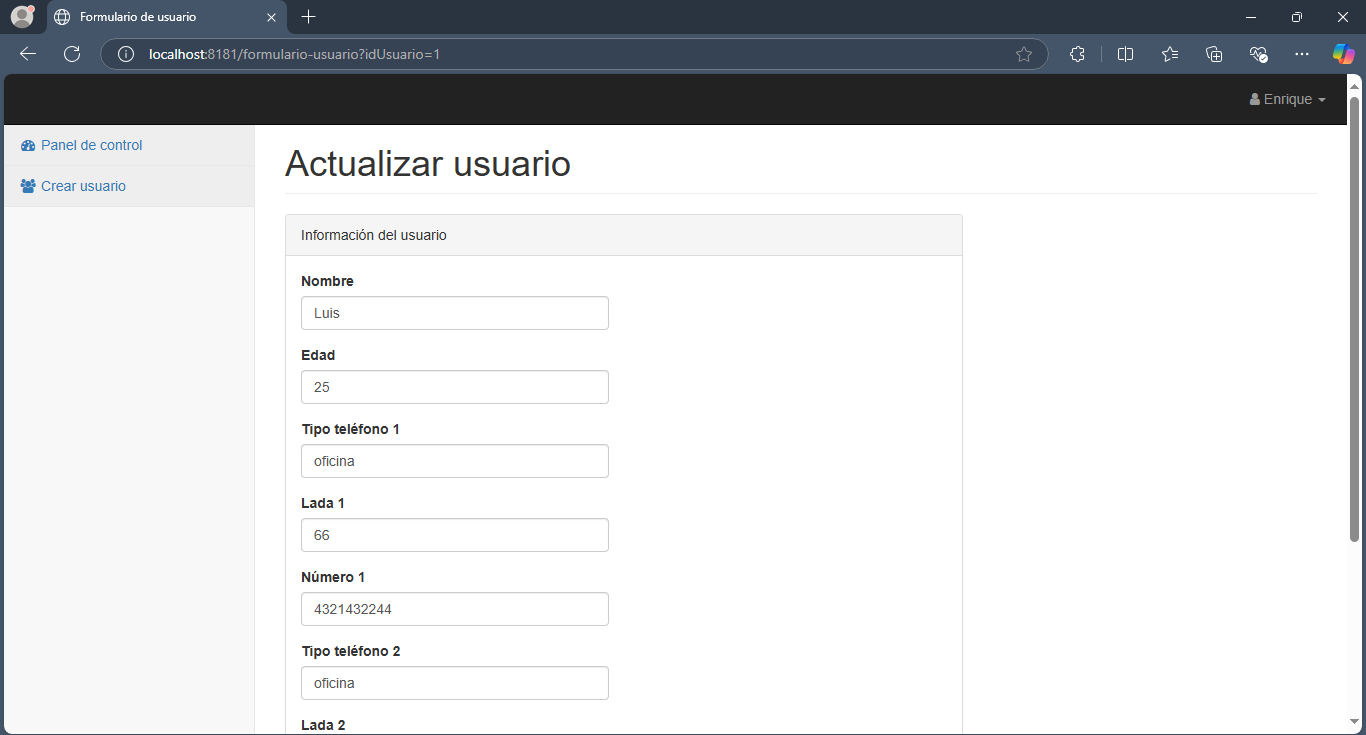 Formulario de usuario
localhost:8181/formulario-usuario?idUsuario=1
Enrique
Panel de control
Crear usuario
Actualizar usuario
Información del usuario
Nombre
Luis
Edad
25
Tipo teléfono 1
oficina
Lada 1
66
Número 1
4321432244
Tipo teléfono 2
oficina
Lada 2